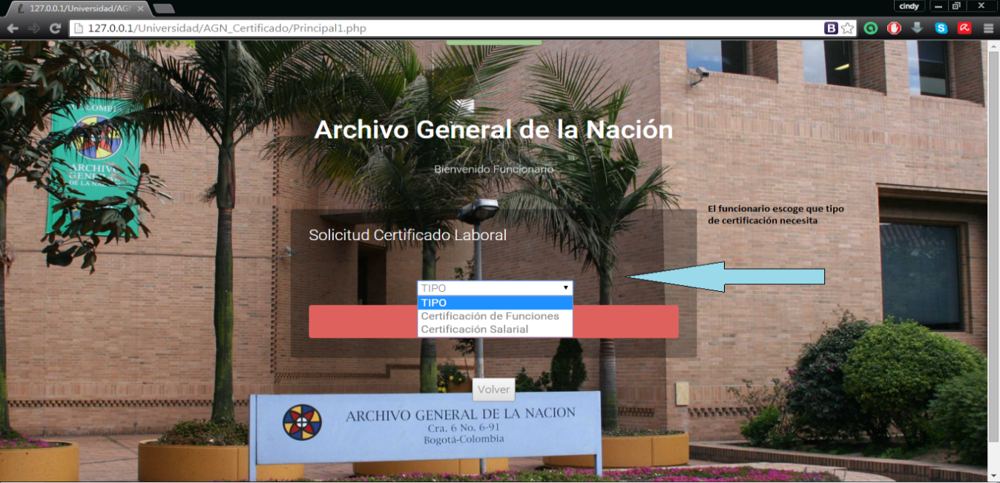 127.0.0.1/Universidad/AGN
cindy
127.0.0.1/Universidad/AGN_Certificado/Principal1.php
COLOMBI
ARCHIVO
GENERAL
DE LA NA
Archivo General de la Nación
Bienvenido Funcionario
El funcionario escoge que tipo
de certificación necesita
Solicitud Certificado Laboral
TIPO
TIPO
Certificación de Funciones
Certificación Salarial
Volver
ARCHIVO GENERAL DE LA NACION
Cra. 6 No. 6-91
Bogotá-Colombia